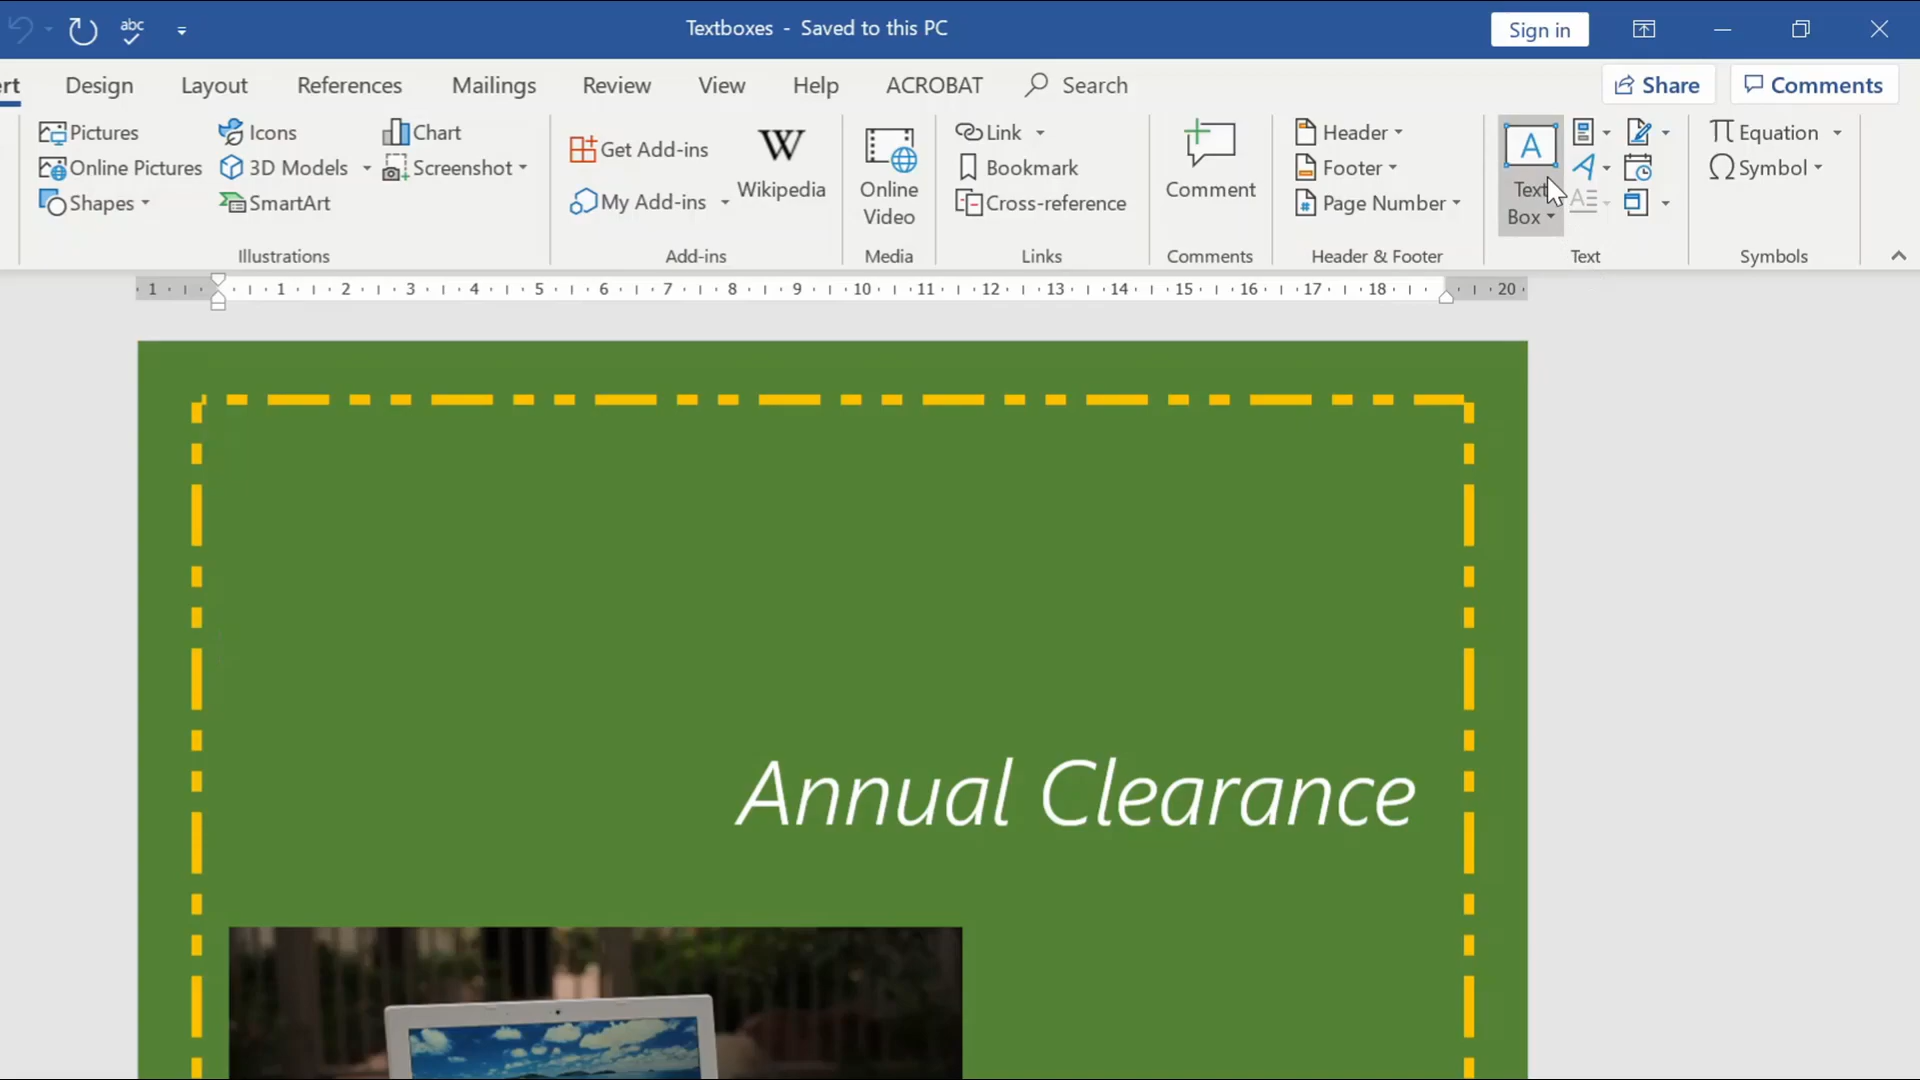 abc
Textboxes - Saved to this PC
Sign in
rt Design Layout References Mailings Review View Help ACROBAT Search
Share Comments
Pictures Icons Chart
Online Pictures 3D Models Screenshot
Shapes SmartArt
Illustrations
Get Add-ins
My Add-ins
W
Wikipedia
Add-ins
Online
Video
Media
Link
Bookmark
Cross-reference
Links
Comment
Comments
Header
Footer
Page Number
Header & Footer
A
Text
Box
Text
Equation
Symbol
Symbols
1 1 2 3 4 5 6 7 8 9 10 11 12 13 14 15 16 17 18 20
Annual Clearance